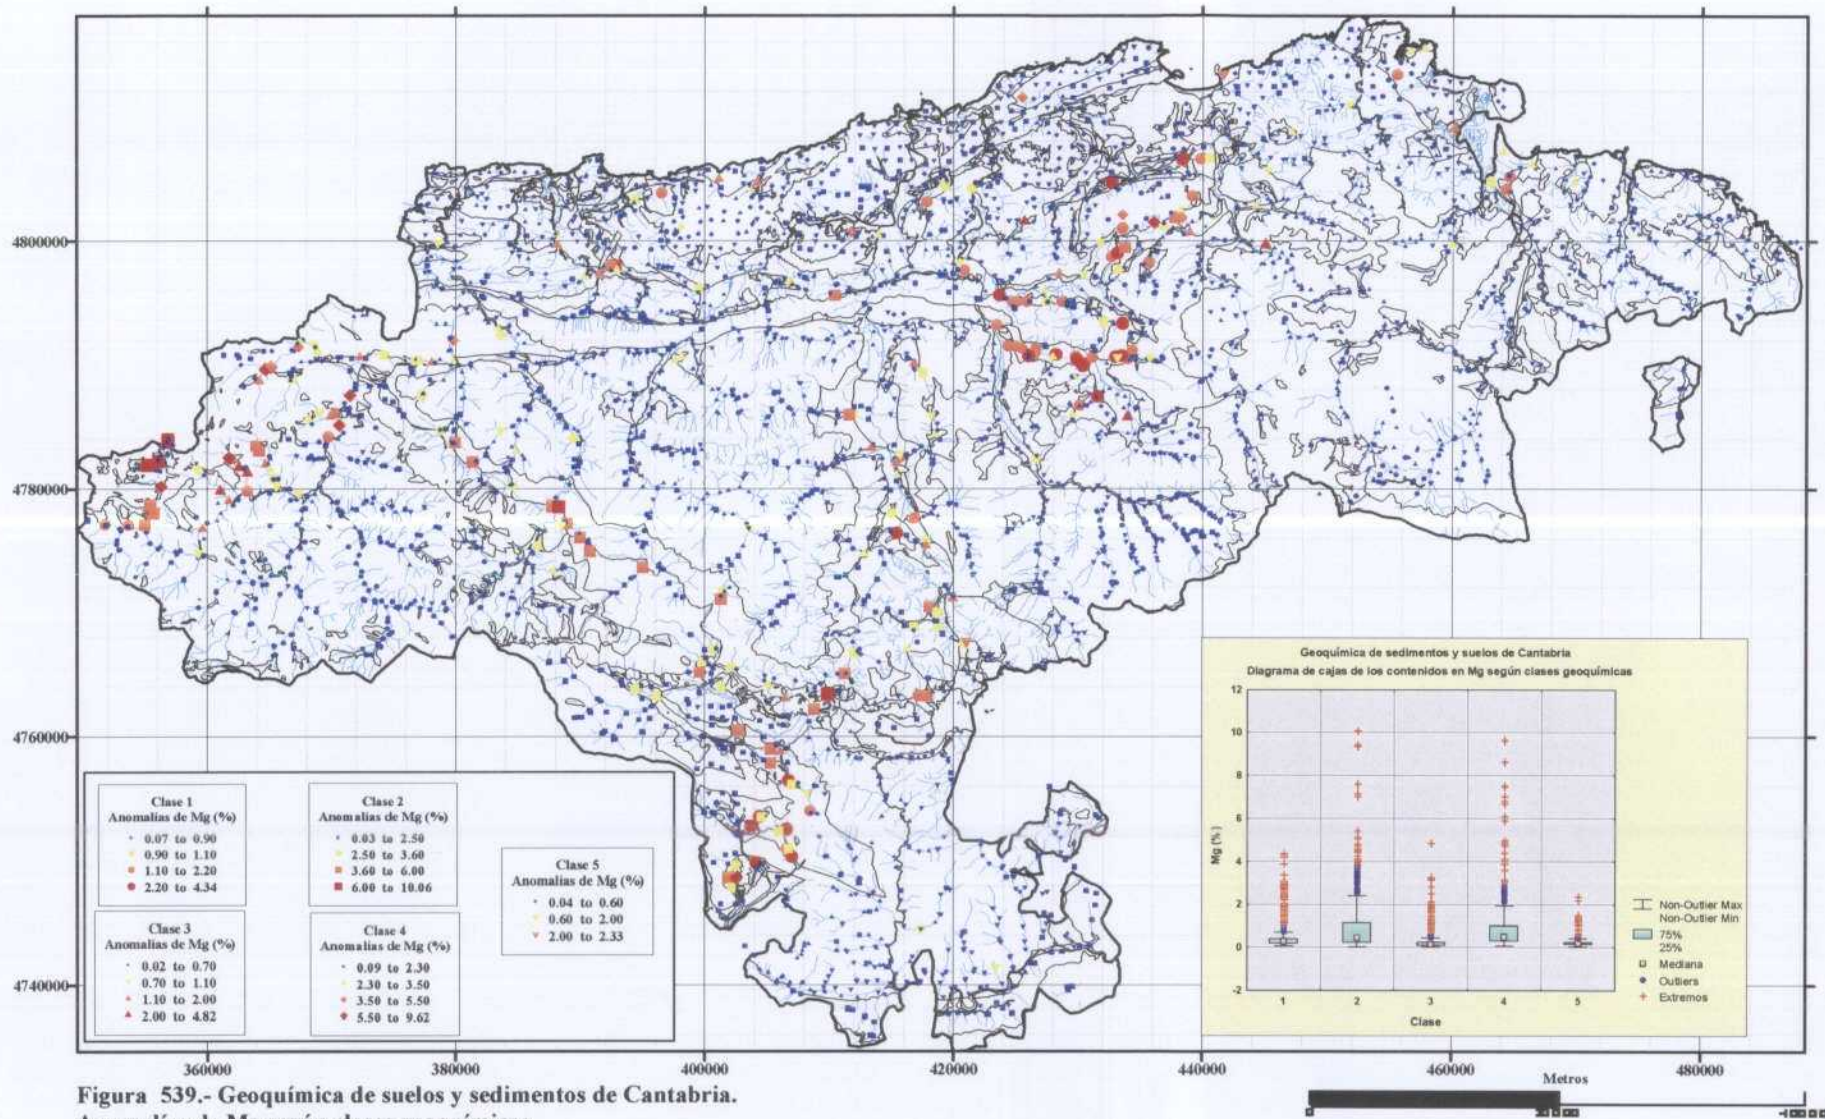 4800000
4780000
4760000
4740000
360000
380000
400000
420000
440000
460000
480000
Clase 1
Anomalías de Mg (%)
0.07 to 0.90
0.90 to 1.10
1.10 to 2.20
2.20 to 4.34
Clase 2
Anomalías de Mg (%)
0.03 to 2.50
2.50 to 3.60
3.60 to 6.00
6.00 to 10.06
Clase 3
Anomalías de Mg (%)
0.02 to 0.70
0.70 to 1.10
1.10 to 2.00
2.00 to 4.82
Clase 4
Anomalías de Mg (%)
0.09 to 2.30
2.30 to 3.50
3.50 to 5.50
5.50 to 9.62
Clase 5
Anomalías de Mg (%)
0.04 to 0.60
0.60 to 2.00
2.00 to 2.33
Geoquímica de sedimentos y suelos de Cantabria
Diagrama de cajas de los contenidos en Mg según clases geoquímicas
Mg (%)
12
10
8
6
4
2
0
-2
1 2 3 4 5
Clase
Non-Outlier Max
Non-Outlier Min
75%
25%
Mediana
Outliers
Extremos
Metros
0
Figura 539.- Geoquímica de suelos y sedimentos de Cantabria.